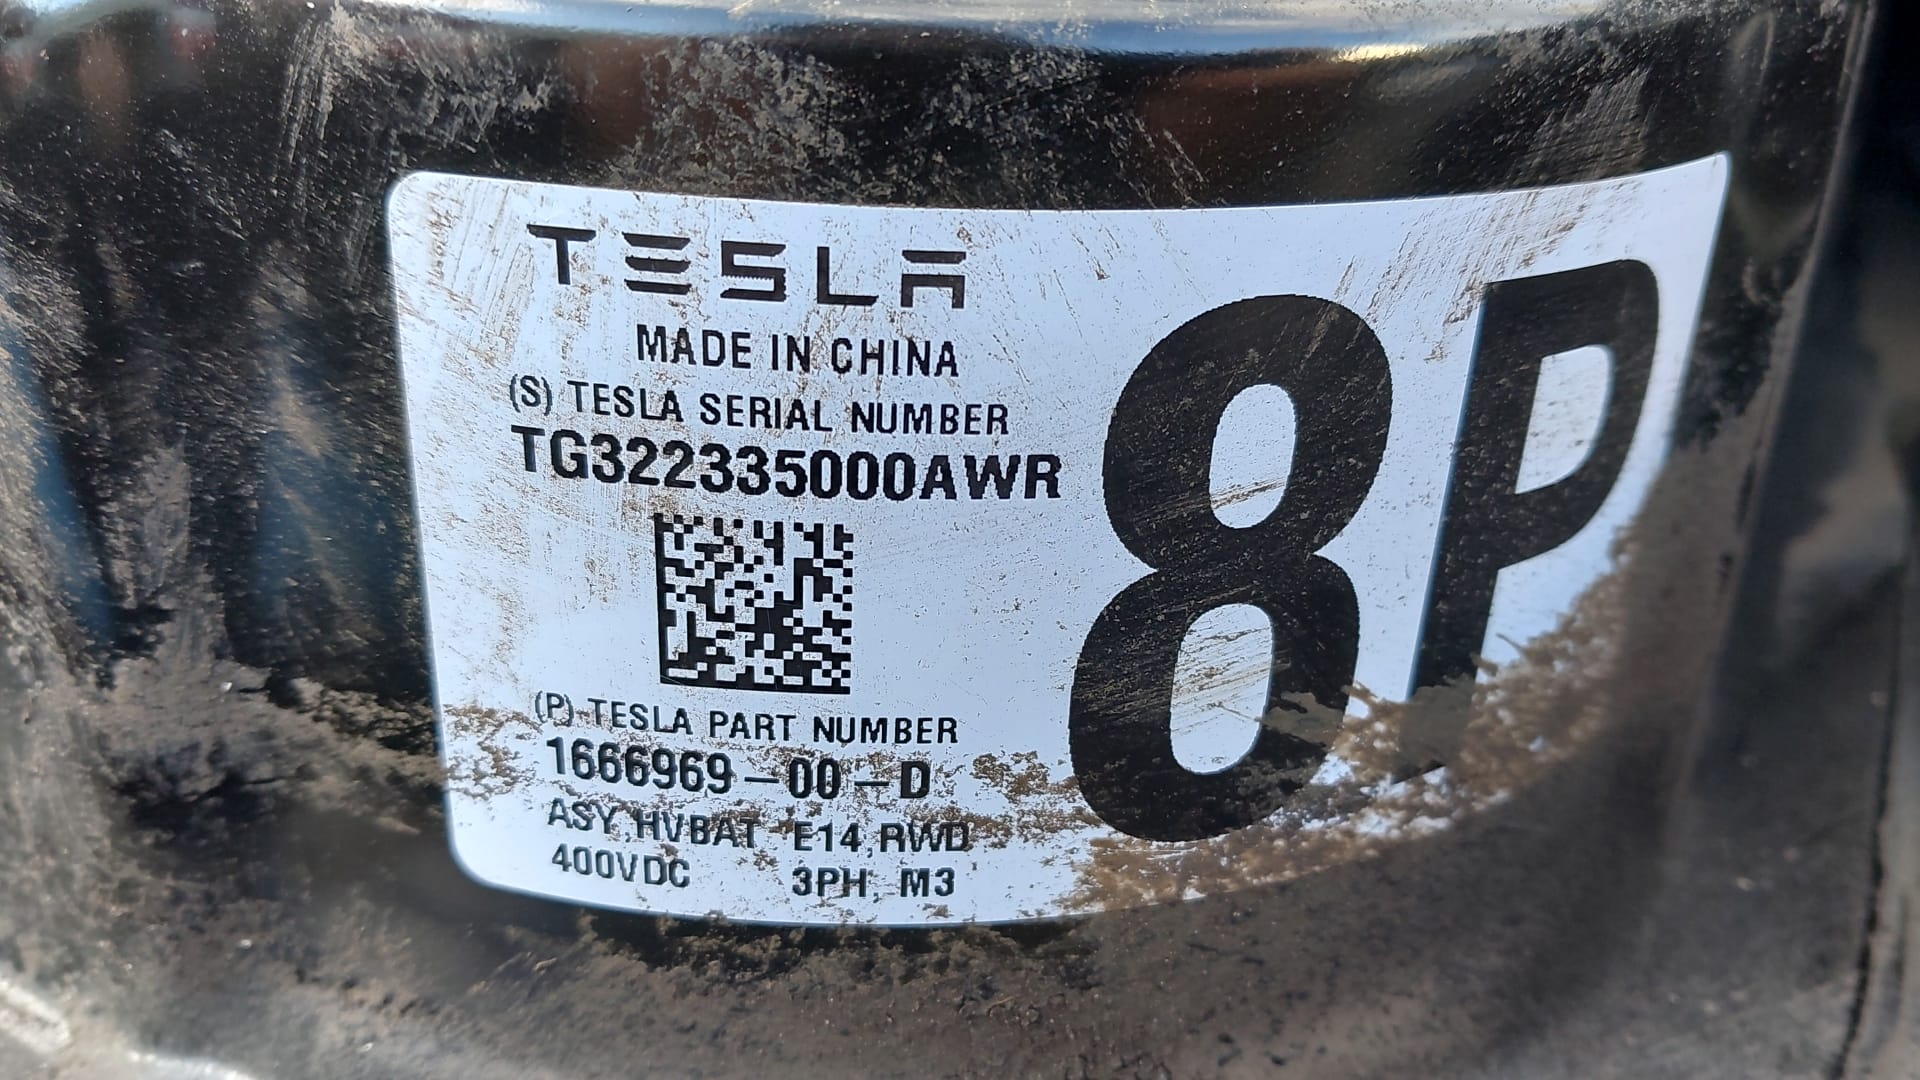 TESLA
MADE IN CHINA
(S) TESLA SERIAL NUMBER
TG322335000AWR
(P) TESLA PART NUMBER
1666969-00-D
ASY,HVBAT E14,RWD
400VDC 3PH, M3
8P